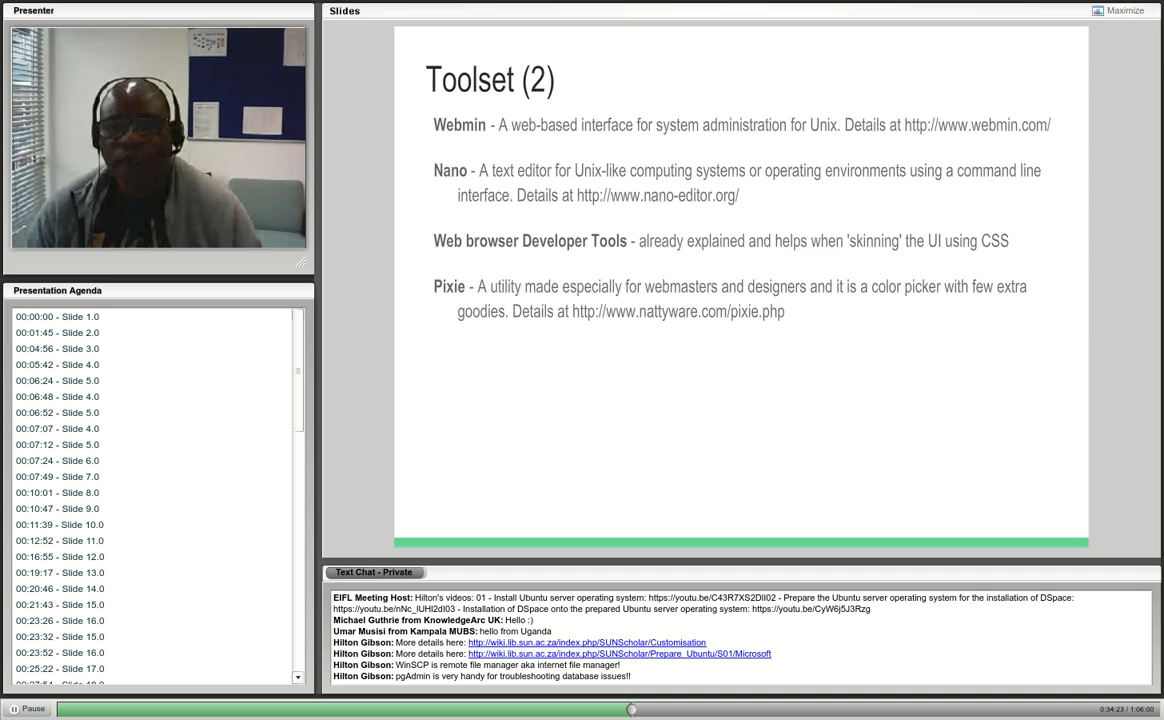 Presenter
Slides
Maximize
Toolset (2)
Webmin - A web-based interface for system administration for Unix. Details at http://www.webmin.com/
Nano - A text editor for Unix-like computing systems or operating environments using a command line
interface. Details at http://www.nano-editor.org/
Web browser Developer Tools - already explained and helps when 'skinning' the UI using CSS
Pixie - A utility made especially for webmasters and designers and it is a color picker with few extra
goodies. Details at http://www.nattyware.com/pixie.php
Presentation Agenda
00:00:00 - Slide 1.0
00:01:45 - Slide 2.0
00:04:56 - Slide 3.0
00:05:42 - Slide 4.0
00:06:24 - Slide 5.0
00:06:48 - Slide 4.0
00:06:52 - Slide 5.0
00:07:07 - Slide 4.0
00:07:12 - Slide 5.0
00:07:24 - Slide 6.0
00:07:49 - Slide 7.0
00:10:01 - Slide 8.0
00:10:47 - Slide 9.0
00:11:39 - Slide 10.0
00:12:52 - Slide 11.0
00:16:55 - Slide 12.0
00:19:17 - Slide 13.0
00:20:46 - Slide 14.0
00:21:43 - Slide 15.0
00:23:26 - Slide 16.0
00:23:32 - Slide 15.0
00:23:52 - Slide 16.0
00:25:22 - Slide 17.0
Text Chat - Private
EIFL Meeting Host: Hilton's videos: 01 - Install Ubuntu server operating system: https://youtu.be/C43R7XS2DII02 - Prepare the Ubuntu server operating system for the installation of DSpace:
https://youtu.be/nNc_IUHI2dI03 - Installation of DSpace onto the prepared Ubuntu server operating system: https://youtu.be/CyW6j5J3Rzg
Michael Guthrie from KnowledgeArc UK: Hello :)
Umar Musisi from Kampala MUBS: hello from Uganda
Hilton Gibson: More details here: http://wiki.lib.sun.ac.za/index.php/SUNScholar/Customisation
Hilton Gibson: More details here: http://wiki.lib.sun.ac.za/index.php/SUNScholar/Prepare_Ubuntu/S01/Microsoft
Hilton Gibson: WinSCP is remote file manager aka internet file manager!
Hilton Gibson: pgAdmin is very handy for troubleshooting database issues!!
Pause
0:34:23 / 1:06:00